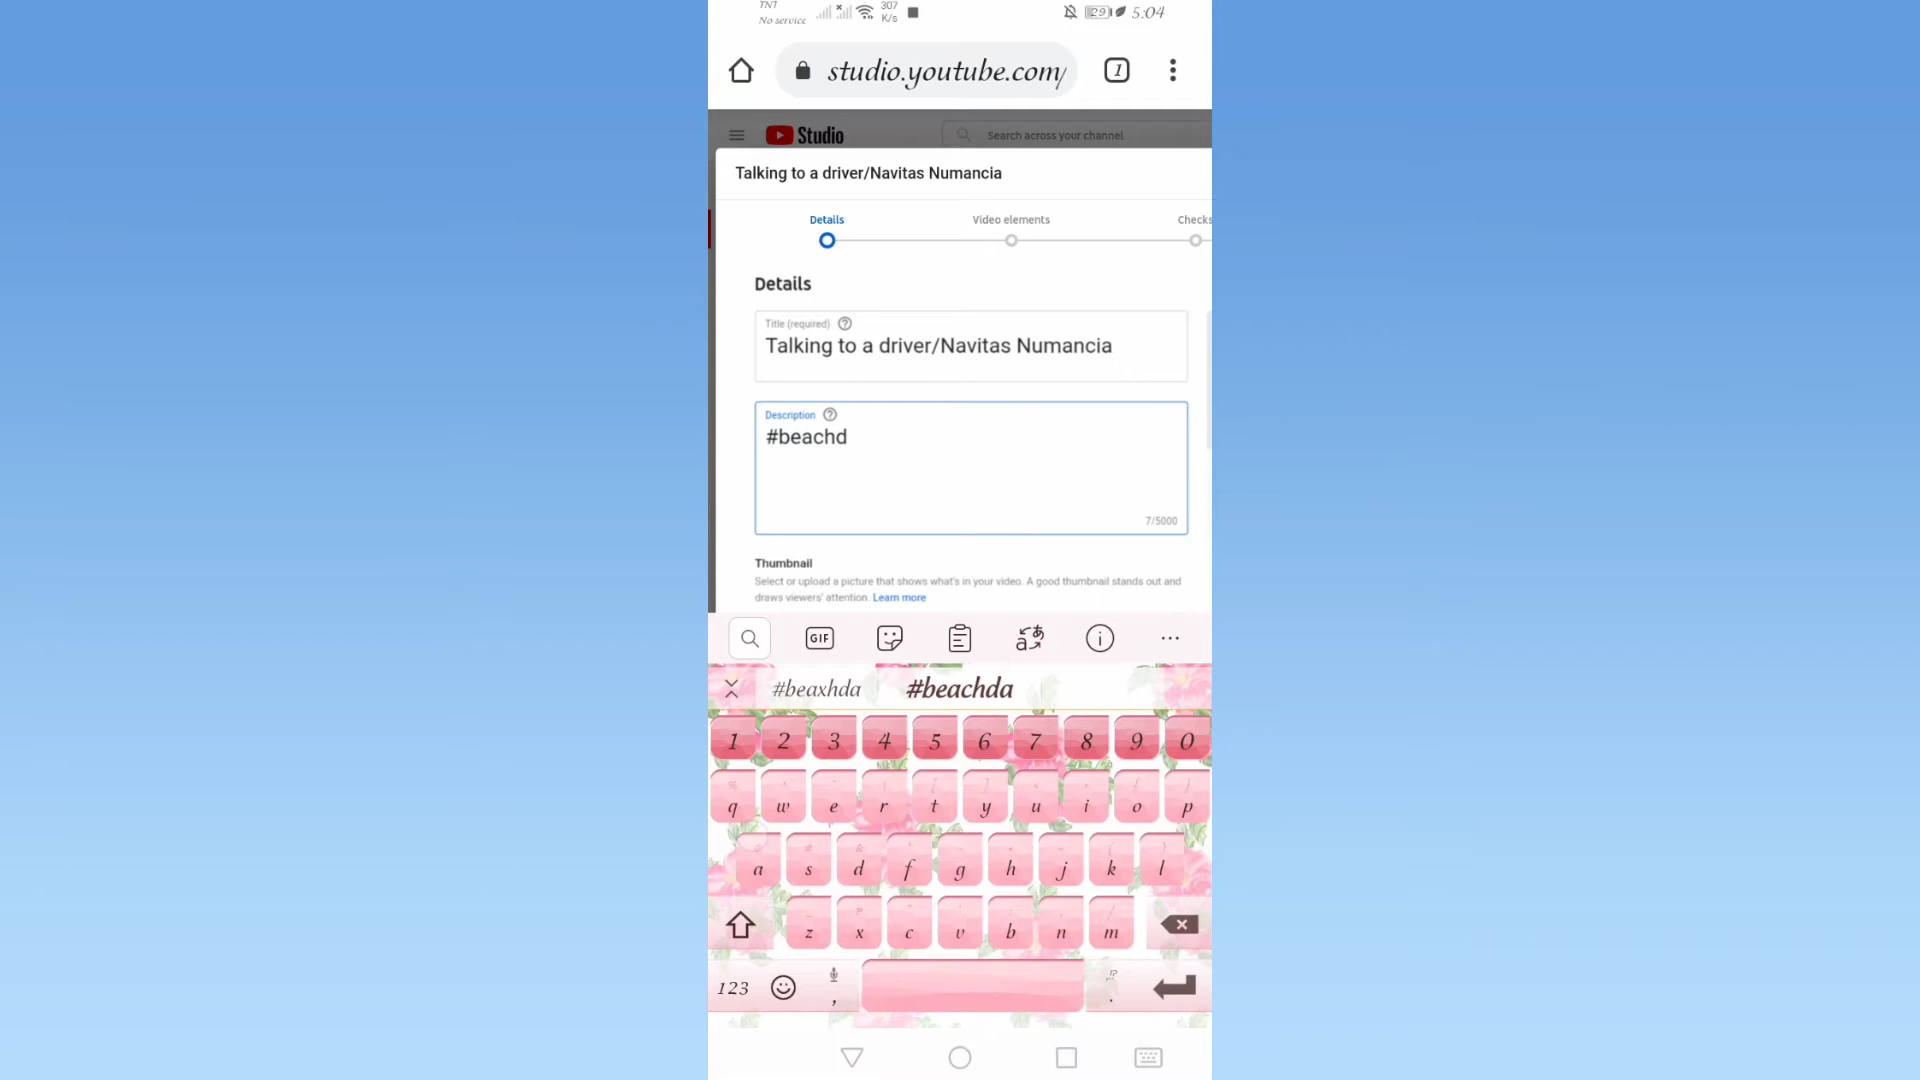 TNT
No service
307
K/s
29
5:04
studio.youtube.com/
1
Studio
Search across your channel
Talking to a driver/Navitas Numancia
Details
Video elements
Checks
Details
Title (required)
Talking to a driver/Navitas Numancia
Description
#beachd
7/5000
Thumbnail
Select or upload a picture that shows what's in your video. A good thumbnail stands out and
draws viewers' attention. Learn more
GIF
#beaxhda #beachda
1 2 3 4 5 6 7 8 9 0
q w e r t y u i o p
a s d f g h j k l
z x c v b n m
123 , !? .